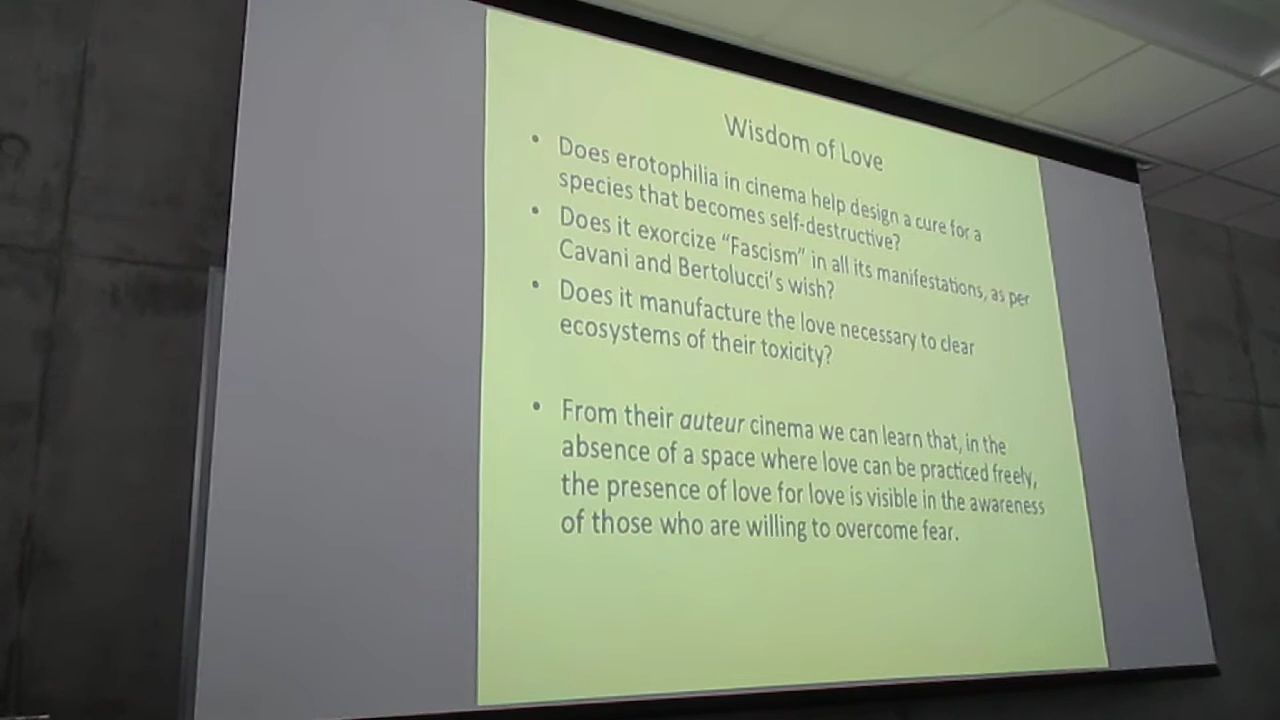 Wisdom of Love
• Does erotophilia in cinema help design a cure for a
species that becomes self-destructive?
• Does it exorcize “Fascism” in all its manifestations, as per
Cavani and Bertolucci’s wish?
• Does it manufacture the love necessary to clear
ecosystems of their toxicity?
• From their auteur cinema we can learn that, in the
absence of a space where love can be practiced freely,
the presence of love for love is visible in the awareness
of those who are willing to overcome fear.